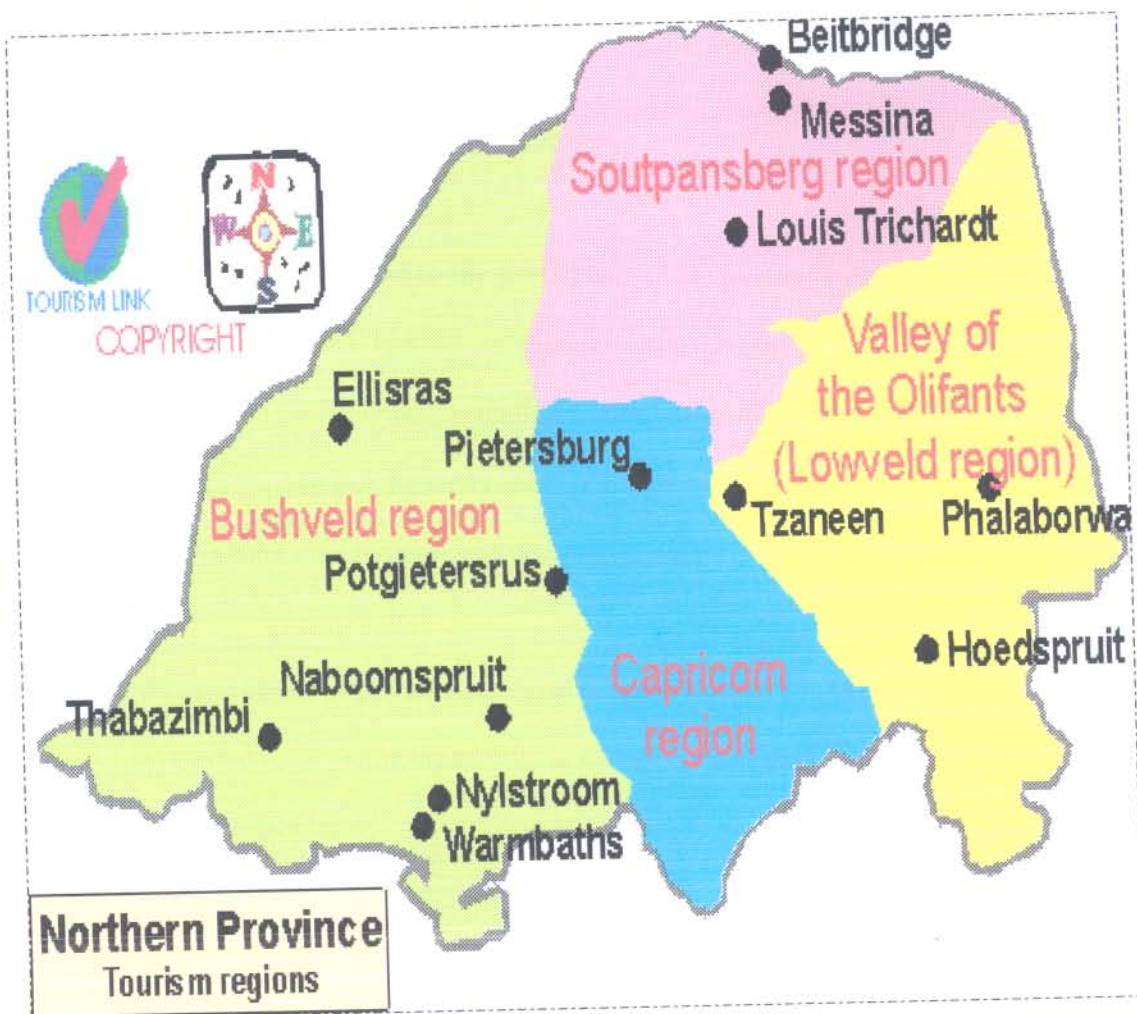 Beitbridge
Messina
Soutpansberg region
Louis Trichardt
N
W E
S
TOURISM LINK
COPYRIGHT
Valley of
the Olifants
(Lowveld region)
Ellisras
Pietersburg
Tzaneen
Phalaborwa
Bushveld region
Potgietersrus
Hoedspruit
Capricorn
region
Naboomspruit
Thabazimbi
Nylstroom
Warmbaths
Northern Province
Tourism regions